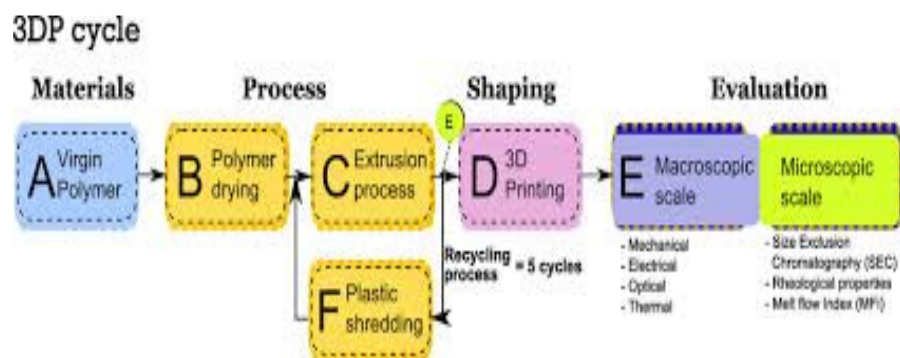 3DP cycle
Materials
Process
Shaping
Evaluation
A Virgin
Polymer
B Polymer
drying
C Extrusion
process
E
D 3D
Printing
E Macroscopic
scale
Microscopic
scale
- Mechanical
- Electrical
- Optical
- Thermal
- Size Exclusion
Chromatography (SEC)
- Rheological properties
- Melt flow Index (MFI)
Recycling
process = 5 cycles
F Plastic
shredding